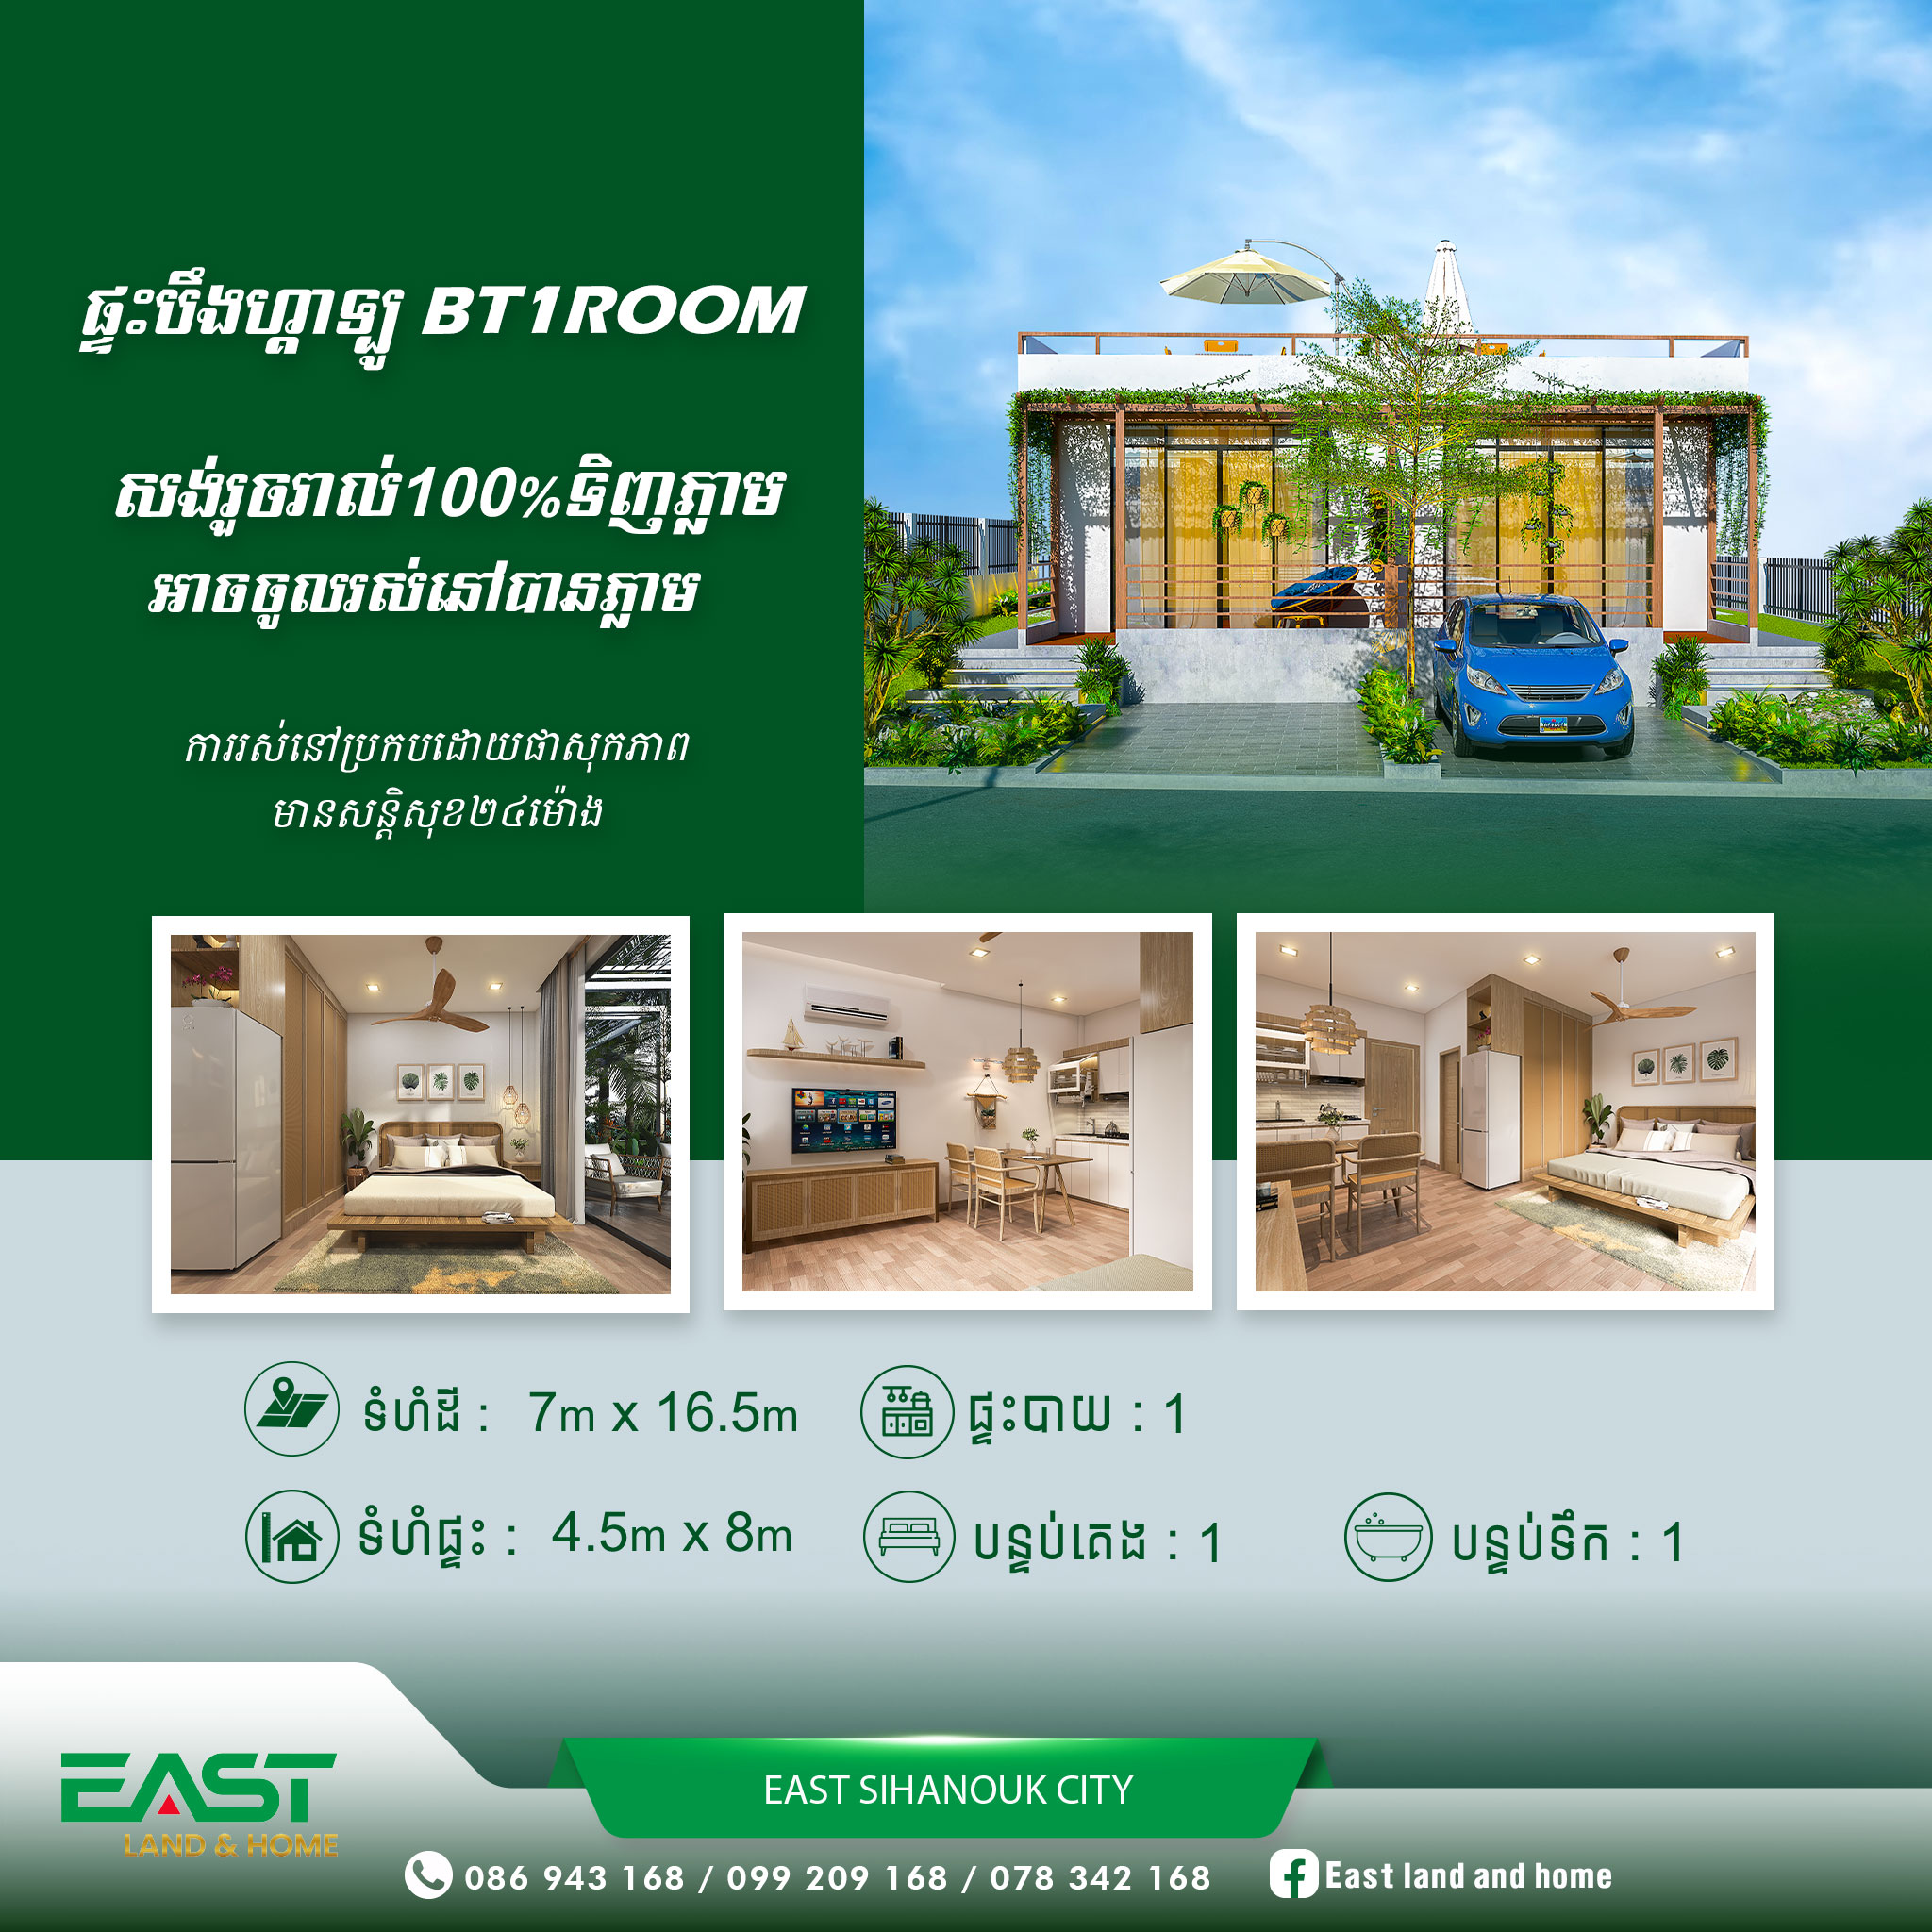 ផ្ទះបឹងហ្គាឡូ BT1ROOM
សង់រួចរាល់100%ទិញភ្លាម
អាចចូលរស់នៅបានភ្លាម
ការរស់នៅប្រកបដោយផាសុកភាព
មានសន្តិសុខ២៤ម៉ោង
ទំហំដី : 7m x 16.5m
ផ្ទះបាយ : 1
ទំហំផ្ទះ : 4.5m x 8m
បន្ទប់គេង : 1
បន្ទប់ទឹក : 1
EAST
LAND & HOME
EAST SIHANOUK CITY
086 943 168 / 099 209 168 / 078 342 168
East land and home